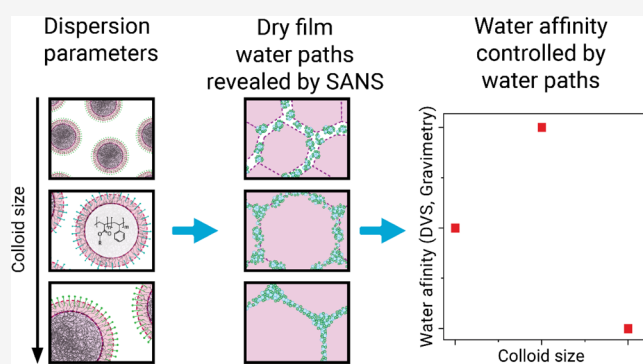 Dispersion
parameters
Dry film
water paths
revealed by SANS
Water affinity
controlled by
water paths
Colloid size
Water afinity (DVS, Gravimetry)
Colloid size